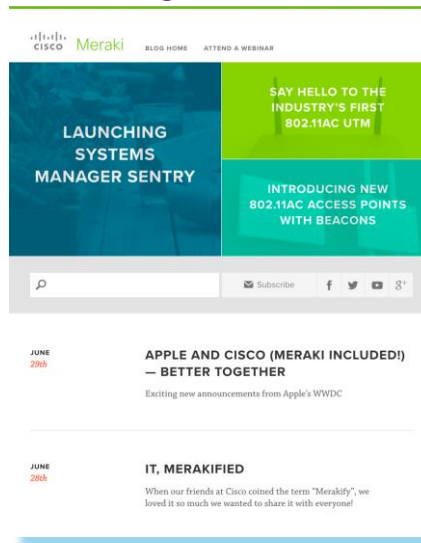 CISCO Meraki BLOG HOME ATTEND A WEBINAR
LAUNCHING
SYSTEMS
MANAGER SENTRY
SAY HELLO TO THE
INDUSTRY'S FIRST
802.11AC UTM
INTRODUCING NEW
802.11AC ACCESS POINTS
WITH BEACONS
Subscribe
JUNE
29th
APPLE AND CISCO (MERAKI INCLUDED!)
— BETTER TOGETHER
Exciting new announcements from Apple's WWDC
JUNE
28th
IT, MERAKIFIED
When our friends at Cisco coined the term "Merakify", we
loved it so much we wanted to share it with everyone!